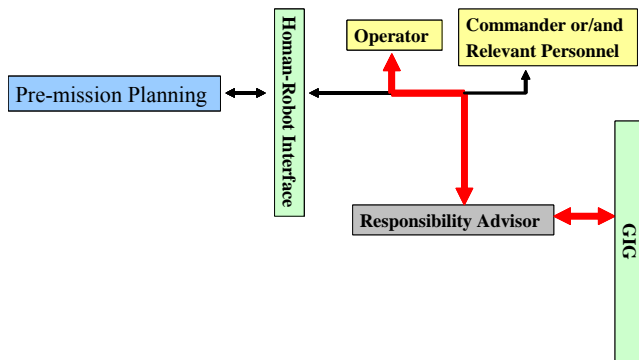 Operator
Commander or/and
Relevant Personnel
Pre-mission Planning
Homan-Robot Interface
Responsibility Advisor
GIG